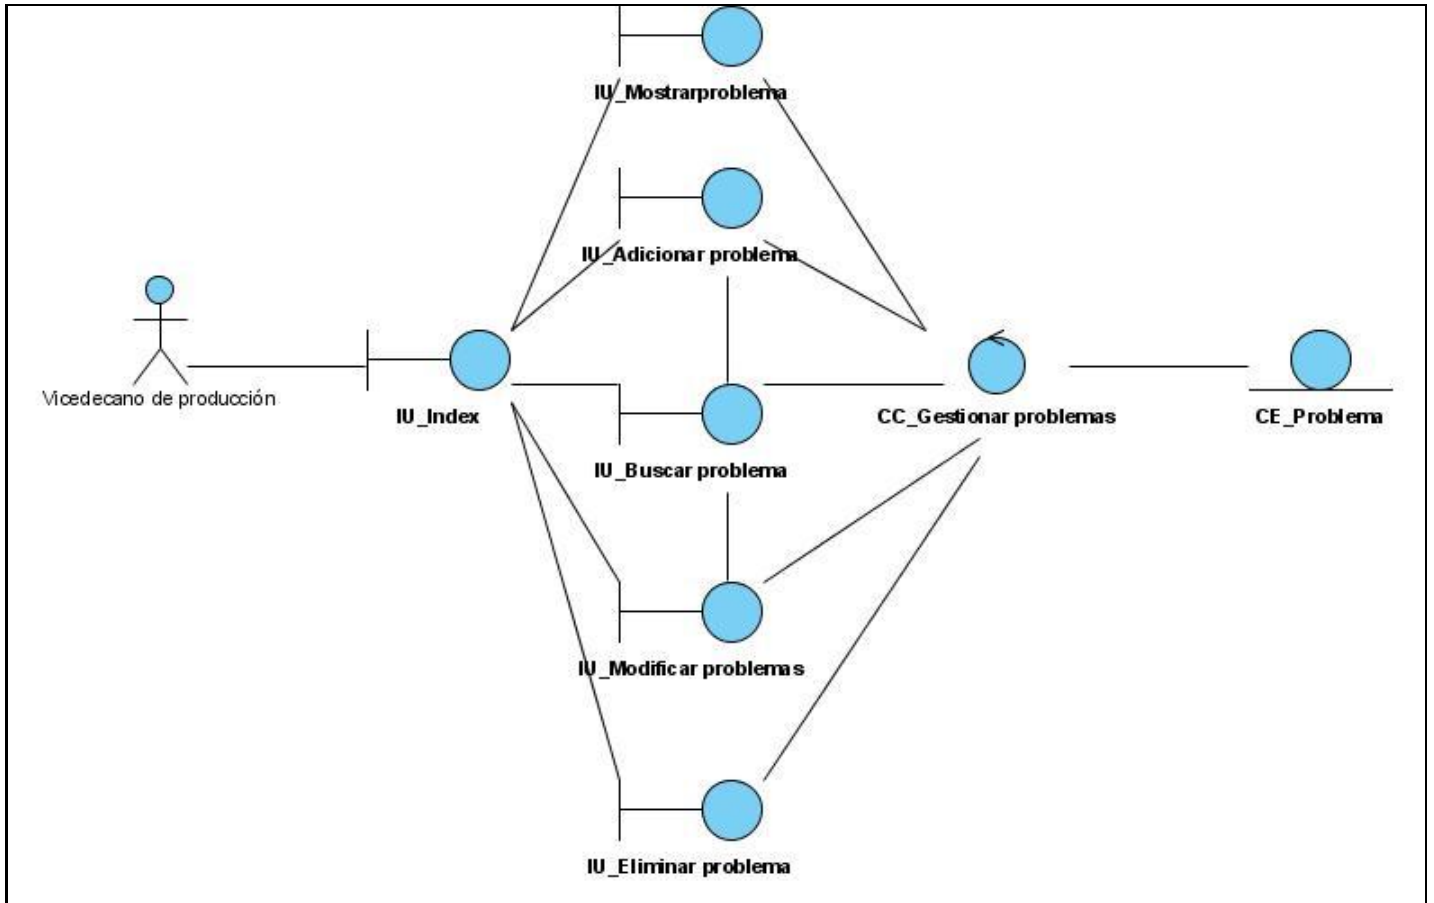 IU_Mostrarproblema
IU_Adicionar problema
Vicedecano de producción
IU_Index
CC_Gestionar problemas
CE_Problema
IU_Buscar problema
IU_Modificar problemas
IU_Eliminar problema